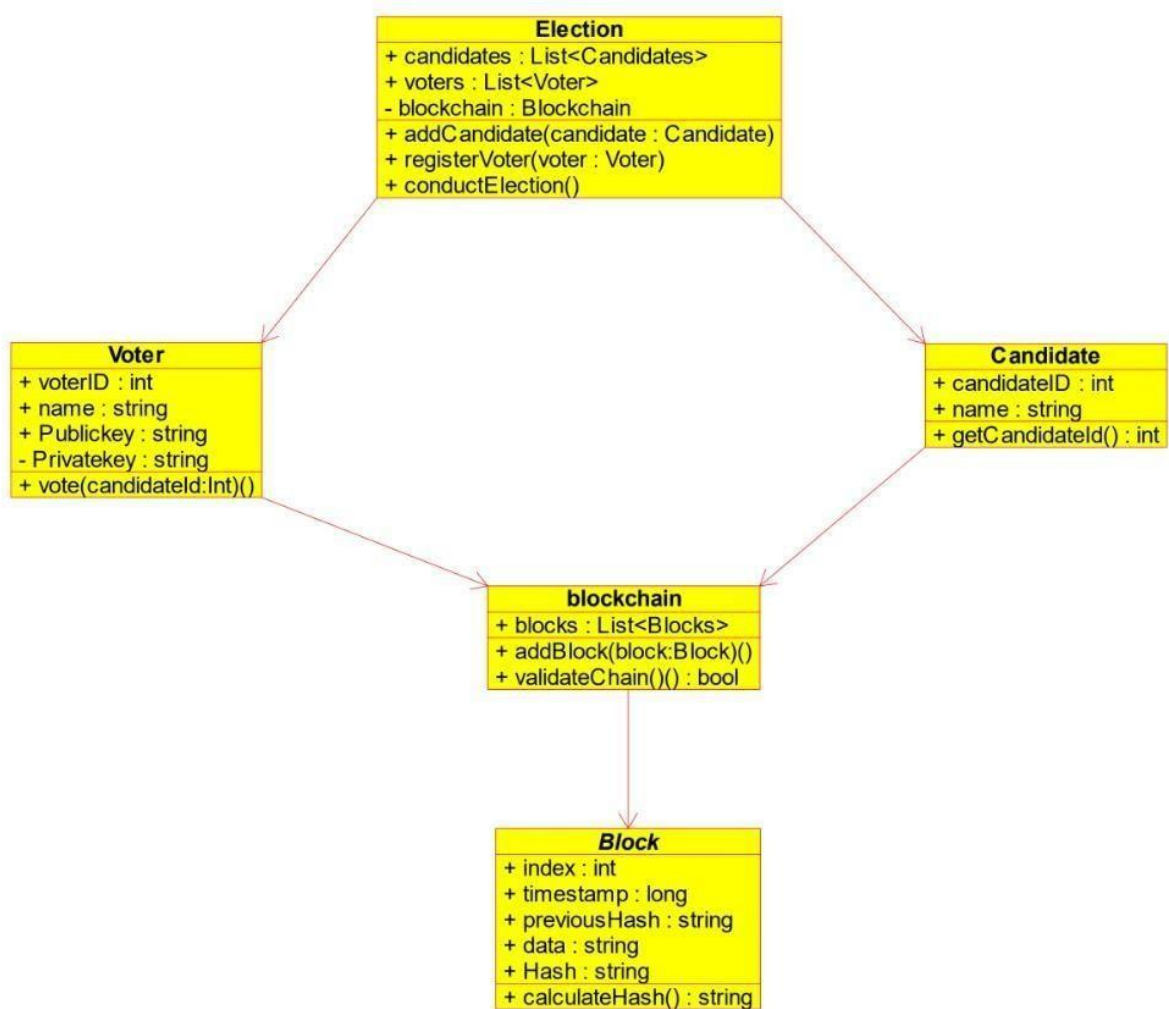 Election
+ candidates : List<Candidates>
+ voters : List<Voter>
- blockchain : Blockchain
+ addCandidate(candidate : Candidate)
+ registerVoter(voter : Voter)
+ conductElection()
Voter
+ voterID : int
+ name : string
+ Publickey : string
- Privatekey : string
+ vote(candidateId:Int)()
Candidate
+ candidateID : int
+ name : string
+ getCandidateId() : int
blockchain
+ blocks : List<Blocks>
+ addBlock(block:Block)()
+ validateChain()() : bool
Block
+ index : int
+ timestamp : long
+ previousHash : string
+ data : string
+ Hash : string
+ calculateHash() : string